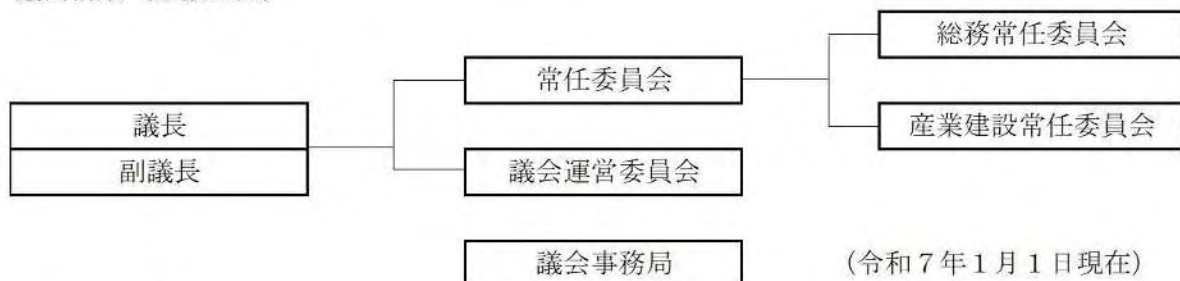 総務常任委員会
常任委員会
議長
産業建設常任委員会
副議長
議会運営委員会
議会事務局
(令和7年1月1日現在)